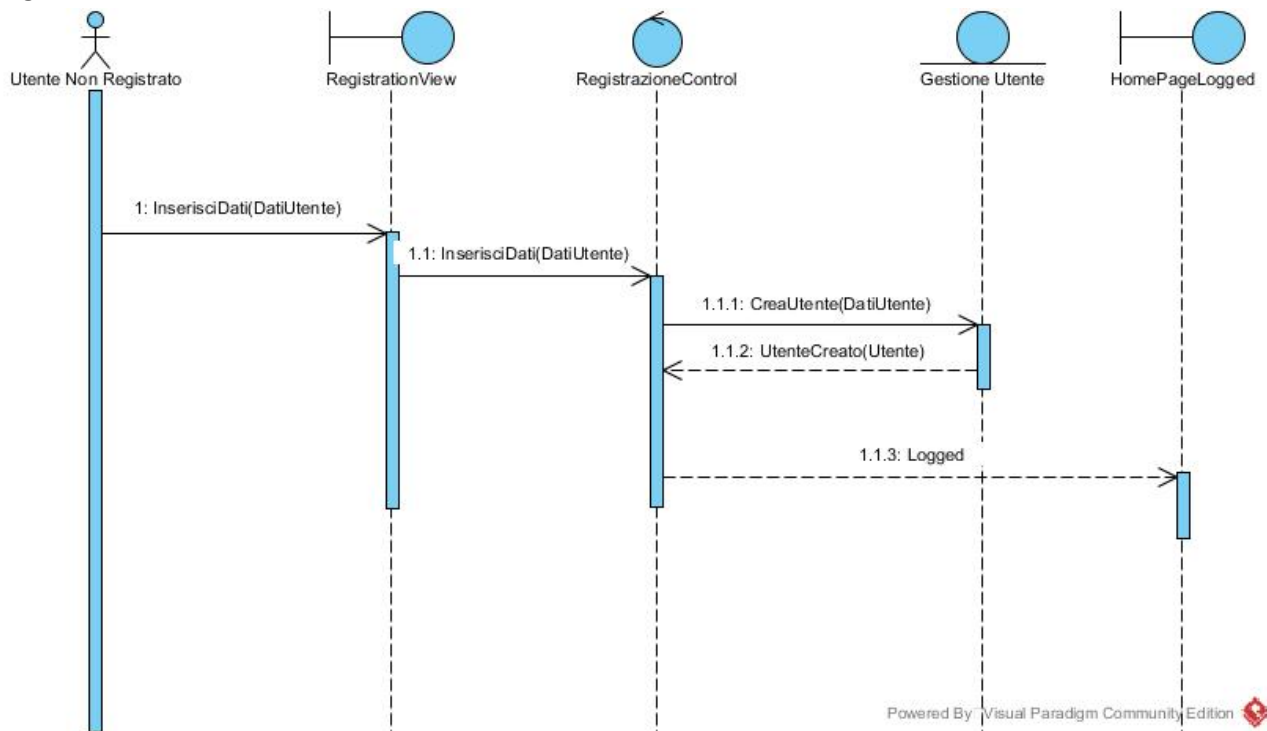 Utente Non Registrato
RegistrationView
RegistrazioneControl
Gestione Utente
HomePageLogged
1: InserisciDati(DatiUtente)
1.1: InserisciDati(DatiUtente)
1.1.1: CreaUtente(DatiUtente)
1.1.2: UtenteCreato(Utente)
1.1.3: Logged
Powered By Visual Paradigm Community Edition